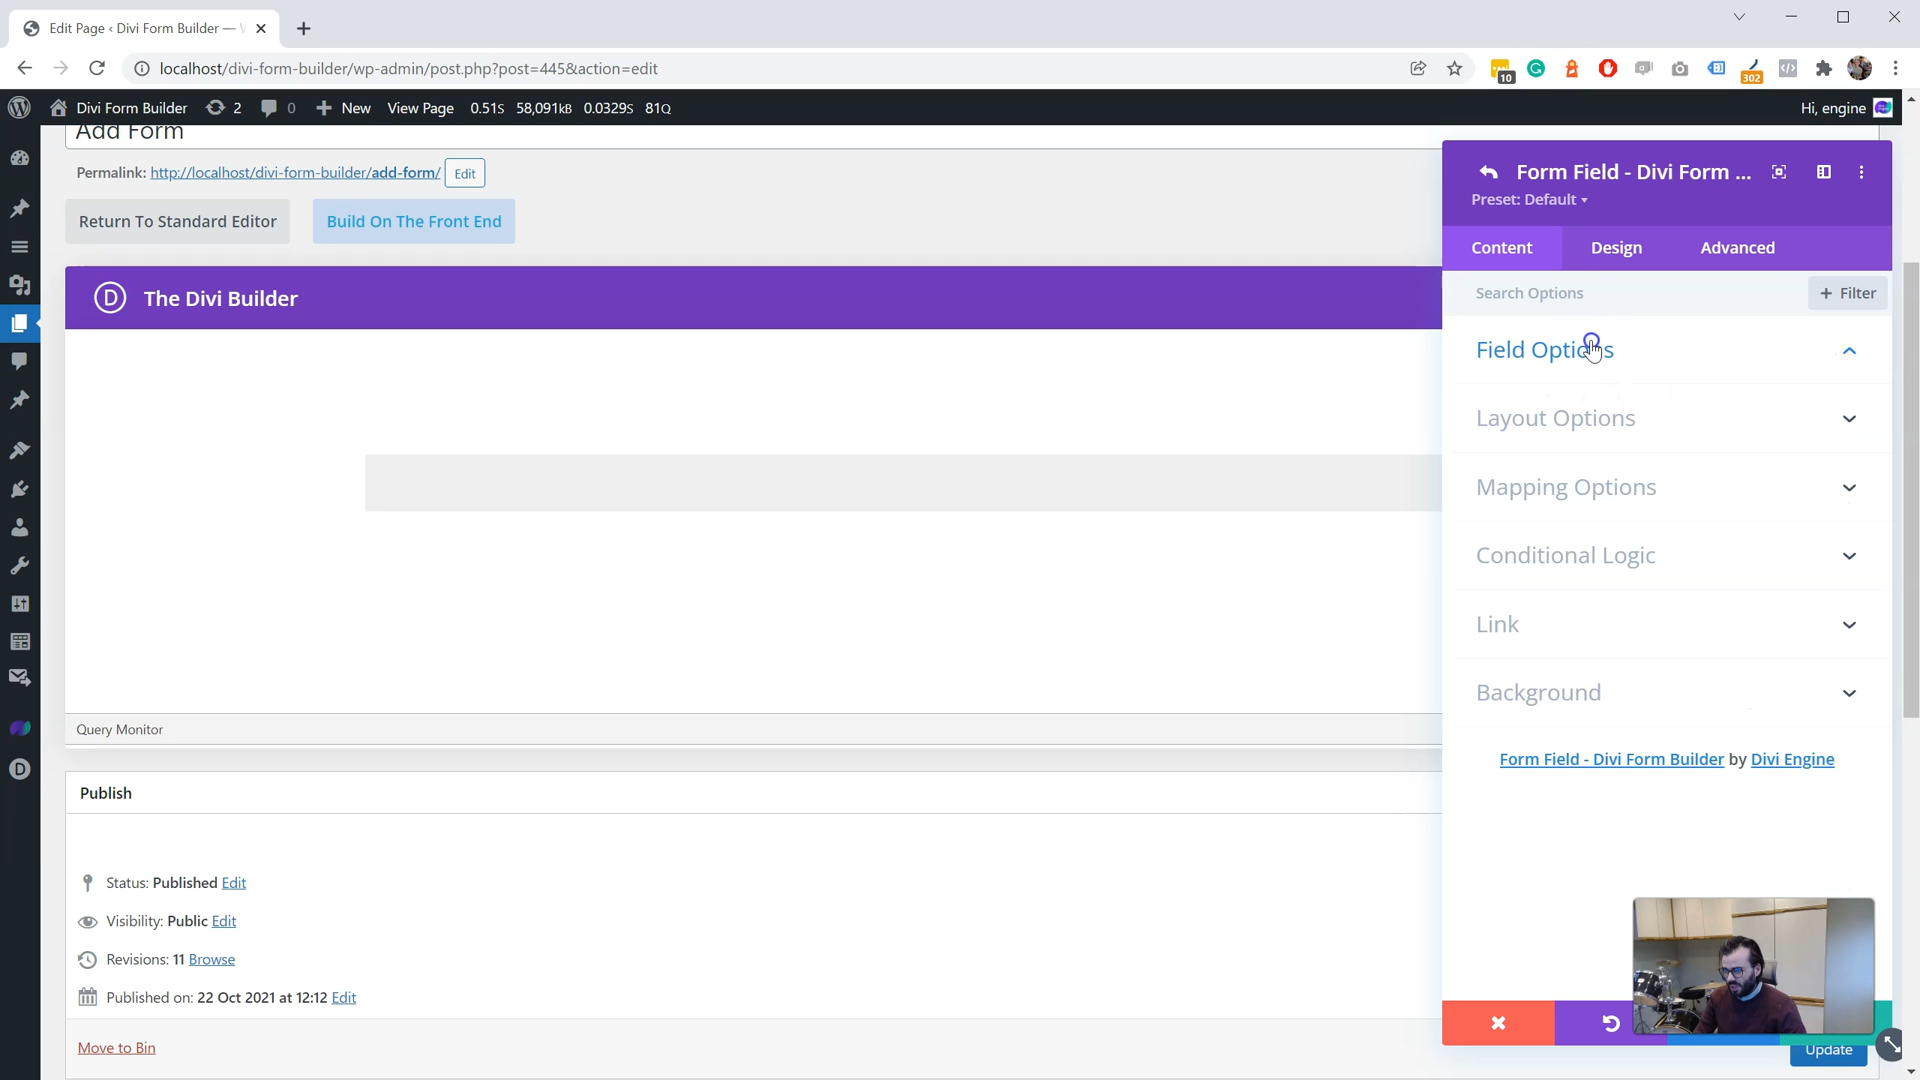 Edit Page ‹ Divi Form Builder —
localhost/divi-form-builder/wp-admin/post.php?post=445&action=edit
10
302
Divi Form Builder
2
0
New
View Page
0.51s 58,091kB 0.0329s 81Q
Hi, engine
Add Form
Permalink: http://localhost/divi-form-builder/add-form/ Edit
Return To Standard Editor
Build On The Front End
D The Divi Builder
Form Field - Divi Form ...
Preset: Default
Content
Design
Advanced
Search Options
+ Filter
Field Options
Layout Options
Mapping Options
Conditional Logic
Link
Background
Form Field - Divi Form Builder by Divi Engine
Query Monitor
Publish
Status: Published Edit
Visibility: Public Edit
Revisions: 11 Browse
Published on: 22 Oct 2021 at 12:12 Edit
Move to Bin
Update